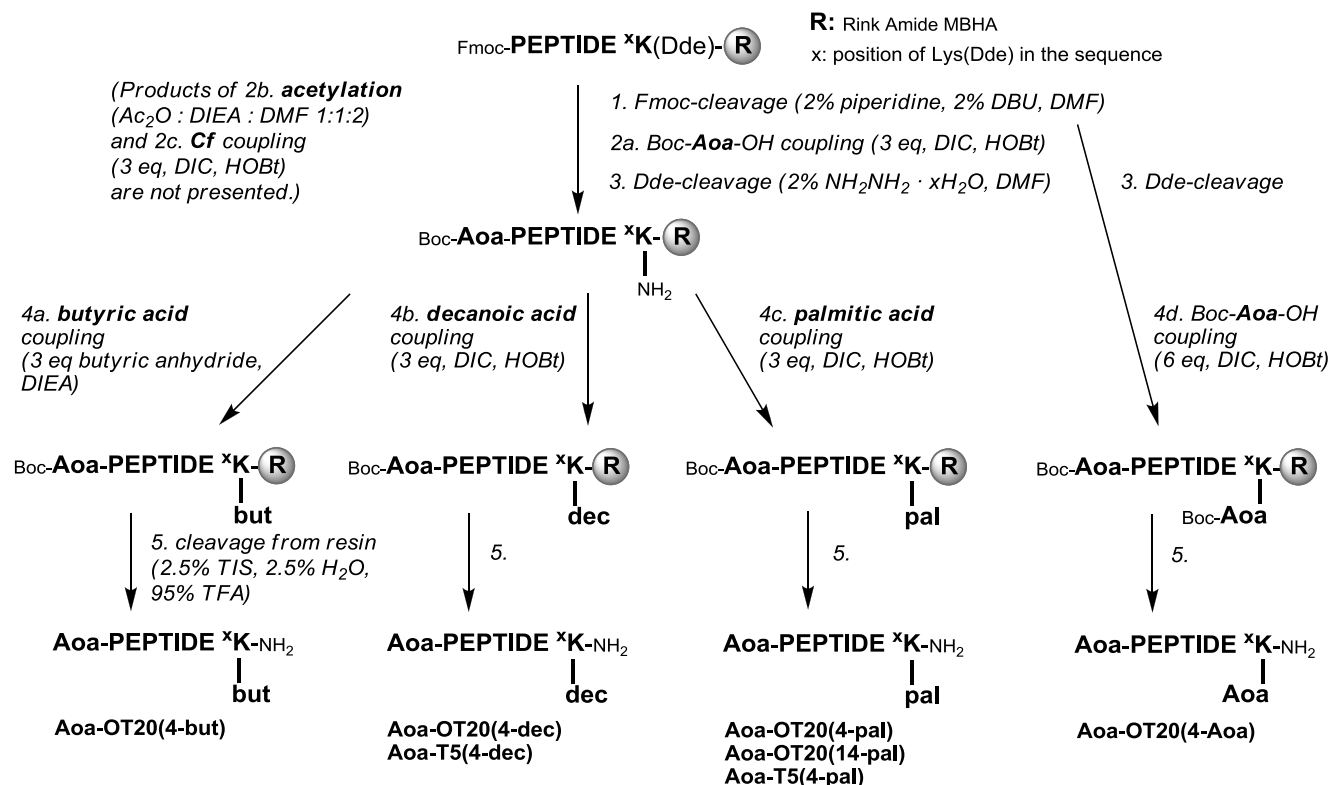 Fmoc-PEPTIDE ˣK(Dde)-R
R: Rink Amide MBHA
x: position of Lys(Dde) in the sequence
(Products of 2b. acetylation
(Ac₂O : DIEA : DMF 1:1:2)
and 2c. Cf coupling
(3 eq, DIC, HOBt)
are not presented.)
1. Fmoc-cleavage (2% piperidine, 2% DBU, DMF)
2a. Boc-Aoa-OH coupling (3 eq, DIC, HOBt)
3. Dde-cleavage (2% NH₂NH₂ · xH₂O, DMF)
3. Dde-cleavage
Boc-Aoa-PEPTIDE ˣK-R
NH₂
4a. butyric acid
coupling
(3 eq butyric anhydride,
DIEA)
4b. decanoic acid
coupling
(3 eq, DIC, HOBt)
4c. palmitic acid
coupling
(3 eq, DIC, HOBt)
4d. Boc-Aoa-OH
coupling
(6 eq, DIC, HOBt)
Boc-Aoa-PEPTIDE ˣK-R
but
Boc-Aoa-PEPTIDE ˣK-R
dec
Boc-Aoa-PEPTIDE ˣK-R
pal
Boc-Aoa-PEPTIDE ˣK-R
Boc-Aoa
5. cleavage from resin
(2.5% TIS, 2.5% H₂O,
95% TFA)
5.
5.
5.
Aoa-PEPTIDE ˣK-NH₂
but
Aoa-OT20(4-but)
Aoa-PEPTIDE ˣK-NH₂
dec
Aoa-OT20(4-dec)
Aoa-T5(4-dec)
Aoa-PEPTIDE ˣK-NH₂
pal
Aoa-OT20(4-pal)
Aoa-OT20(14-pal)
Aoa-T5(4-pal)
Aoa-PEPTIDE ˣK-NH₂
Aoa
Aoa-OT20(4-Aoa)